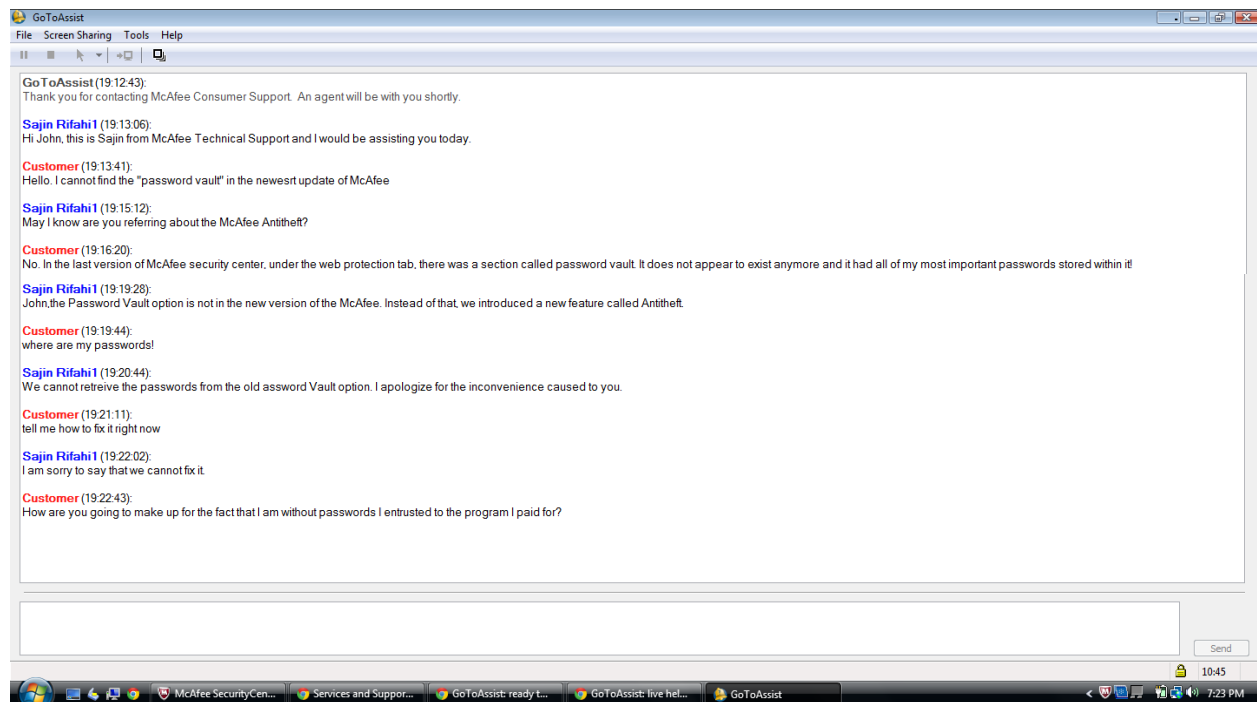 GoToAssist
File Screen Sharing Tools Help
GoToAssist (19:12:43):
Thank you for contacting McAfee Consumer Support. An agent will be with you shortly.
Sajin Rifahi1 (19:13:06):
Hi John, this is Sajin from McAfee Technical Support and I would be assisting you today.
Customer (19:13:41):
Hello. I cannot find the "password vault" in the newesrt update of McAfee
Sajin Rifahi1 (19:15:12):
May I know are you referring about the McAfee Antitheft?
Customer (19:16:20):
No. In the last version of McAfee security center, under the web protection tab, there was a section called password vault. It does not appear to exist anymore and it had all of my most important passwords stored within it!
Sajin Rifahi1 (19:19:28):
John,the Password Vault option is not in the new version of the McAfee. Instead of that, we introduced a new feature called Antitheft.
Customer (19:19:44):
where are my passwords!
Sajin Rifahi1 (19:20:44):
We cannot retreive the passwords from the old assword Vault option. I apologize for the inconvenience caused to you.
Customer (19:21:11):
tell me how to fix it right now
Sajin Rifahi1 (19:22:02):
I am sorry to say that we cannot fix it.
Customer (19:22:43):
How are you going to make up for the fact that I am without passwords I entrusted to the program I paid for?
Send
10:45
McAfee SecurityCen... Services and Suppor... GoToAssist: ready t... GoToAssist: live hel... GoToAssist 7:23 PM